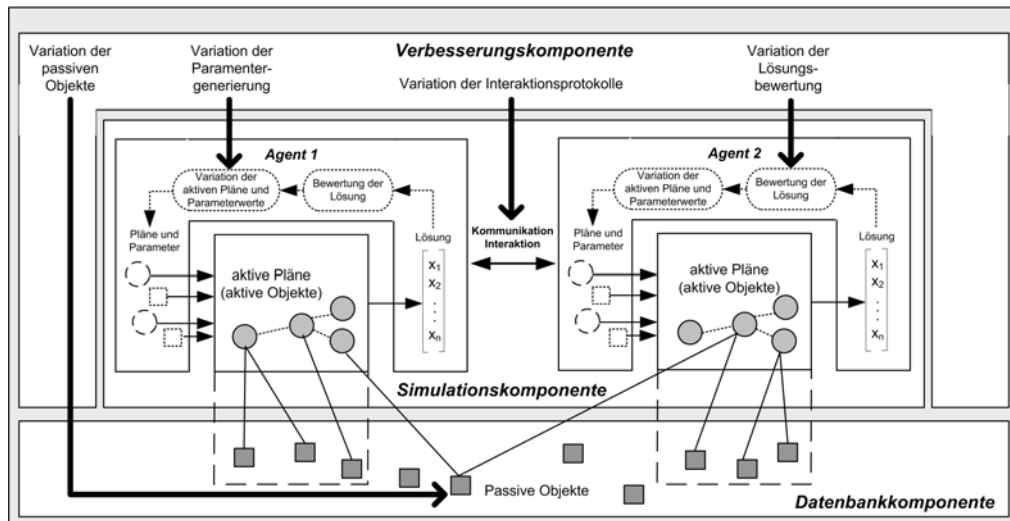 Variation der
passiven
Objekte
Variation der
Paramenter-
generierung
Verbesserungskomponente
Variation der Interaktionsprotokolle
Variation der
Lösungs-
bewertung
Agent 1
Variation der
aktiven Pläne und
Parameterwerte
Bewertung der
Lösung
Pläne und
Parameter
Lösung
aktive Pläne
(aktive Objekte)
x1
x2
.
.
.
xn
Kommunikation
Interaktion
Agent 2
Variation der
aktiven Pläne und
Parameterwerte
Bewertung der
Lösung
Pläne und
Parameter
Lösung
aktive Pläne
(aktive Objekte)
x1
x2
.
.
.
xn
Simulationskomponente
Passive Objekte
Datenbankkomponente